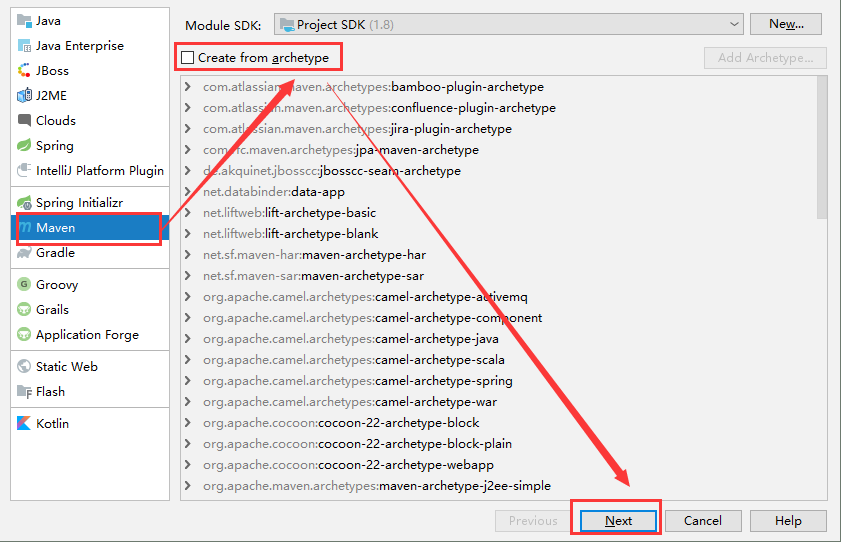 Java
Java Enterprise
JBoss
J2ME
Clouds
Spring
IntelliJ Platform Plugin
Spring Initializr
Maven
Gradle
Groovy
Grails
Application Forge
Static Web
Flash
Kotlin
Module SDK: Project SDK (1.8) New...
Create from archetype Add Archetype...
com.atlassian.maven.archetypes:bamboo-plugin-archetype
com.atlassian.maven.archetypes:confluence-plugin-archetype
com.atlassian.maven.archetypes:jira-plugin-archetype
com.rfc.maven.archetypes:jpa-maven-archetype
de.akquinet.jbosscc:jbosscc-seam-archetype
net.databinder:data-app
net.liftweb:lift-archetype-basic
net.liftweb:lift-archetype-blank
net.sf.maven-har:maven-archetype-har
net.sf.maven-sar:maven-archetype-sar
org.apache.camel.archetypes:camel-archetype-activemq
org.apache.camel.archetypes:camel-archetype-component
org.apache.camel.archetypes:camel-archetype-java
org.apache.camel.archetypes:camel-archetype-scala
org.apache.camel.archetypes:camel-archetype-spring
org.apache.camel.archetypes:camel-archetype-war
org.apache.cocoon:cocoon-22-archetype-block
org.apache.cocoon:cocoon-22-archetype-block-plain
org.apache.cocoon:cocoon-22-archetype-webapp
org.apache.maven.archetypes:maven-archetype-j2ee-simple
Previous Next Cancel Help